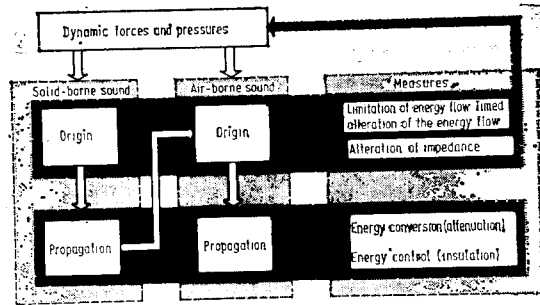 Dynamic forces and pressures
Solid-borne sound
Air-borne sound
Measures
Origin
Origin
Limitation of energy flow Timed
alteration of the energy flow
Alteration of impedance
Propagation
Propagation
Energy conversion (attenuation)
Energy control (insulation)